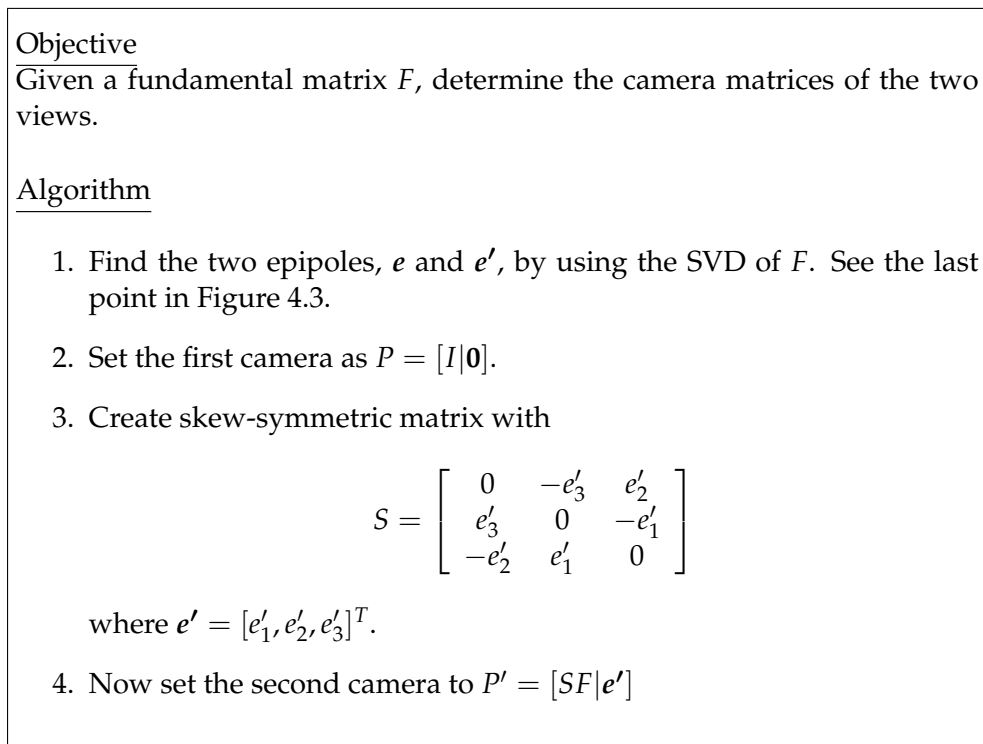 Objective
Given a fundamental matrix F, determine the camera matrices of the two
views.
Algorithm
1. Find the two epipoles, e and e′, by using the SVD of F. See the last
point in Figure 4.3.
2. Set the first camera as P = [I|0].
3. Create skew-symmetric matrix with
S = [ 0 −e′₃ e′₂
e′₃ 0 −e′₁
−e′₂ e′₁ 0 ]
where e′ = [e′₁, e′₂, e′₃]ᵀ.
4. Now set the second camera to P′ = [SF|e′]